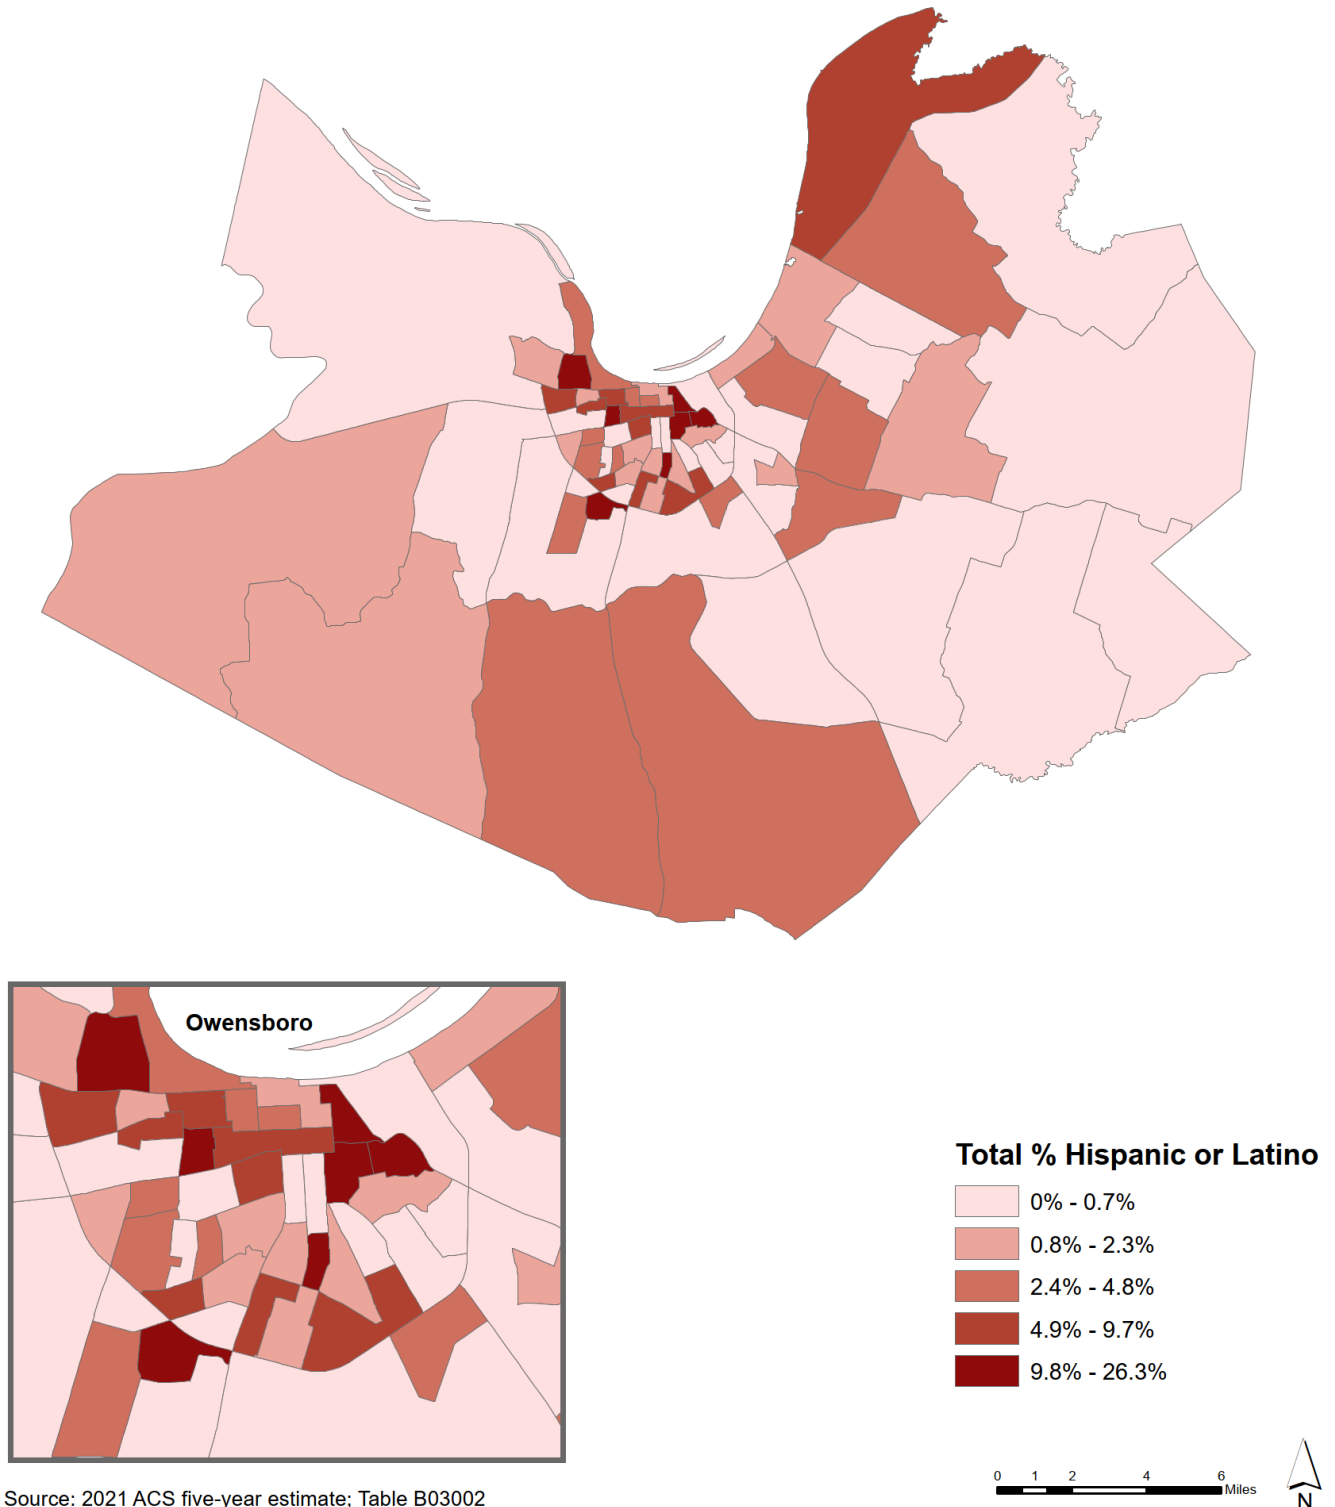 Owensboro
Total % Hispanic or Latino
0% - 0.7%
0.8% - 2.3%
2.4% - 4.8%
4.9% - 9.7%
9.8% - 26.3%
0 1 2 4 6
Miles
N
Source: 2021 ACS five-year estimate; Table B03002